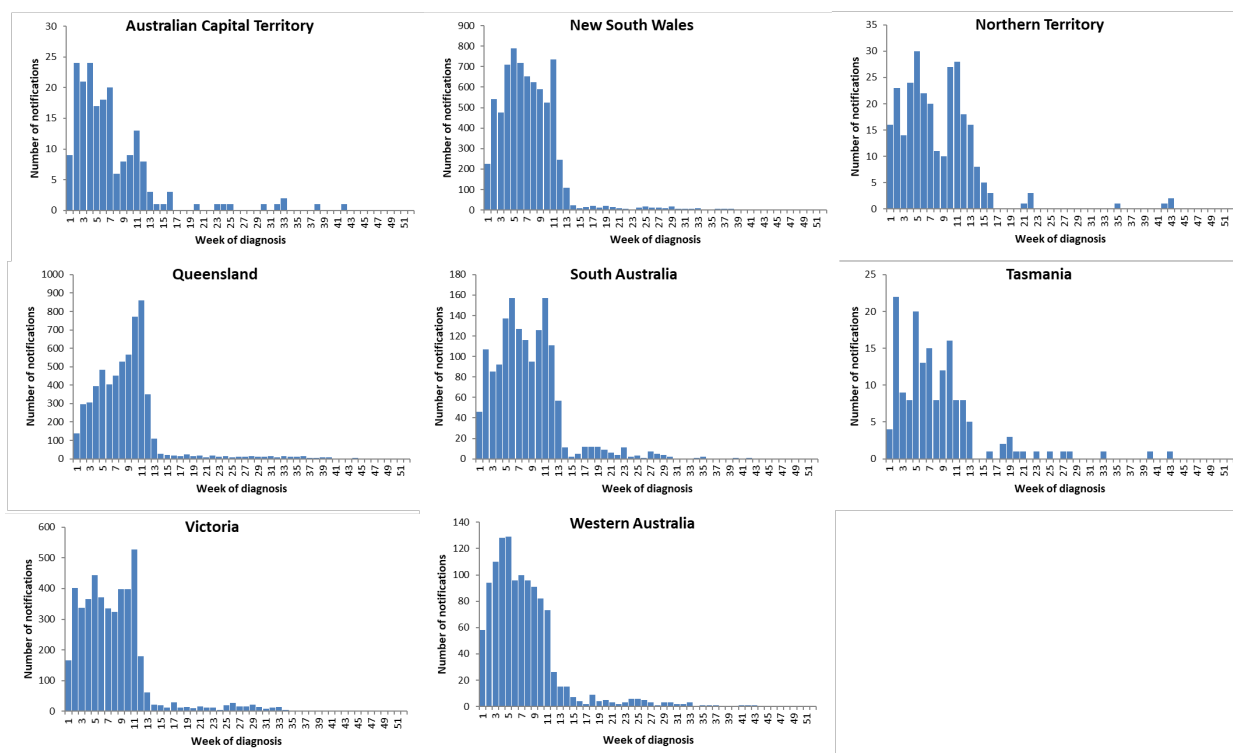 Australian Capital Territory
Number of notifications
30
25
20
15
10
5
0
1 3 5 7 9 11 13 15 17 19 21 23 25 27 29 31 33 35 37 39 41 43 45 47 49 51
Week of diagnosis
New South Wales
Number of notifications
900
800
700
600
500
400
300
200
100
0
1 3 5 7 9 11 13 15 17 19 21 23 25 27 29 31 33 35 37 39 41 43 45 47 49 51
Week of diagnosis
Northern Territory
Number of notifications
35
30
25
20
15
10
5
0
1 3 5 7 9 11 13 15 17 19 21 23 25 27 29 31 33 35 37 39 41 43 45 47 49 51
Week of diagnosis
Queensland
Number of notifications
1000
900
800
700
600
500
400
300
200
100
0
1 3 5 7 9 11 13 15 17 19 21 23 25 27 29 31 33 35 37 39 41 43 45 47 49 51
Week of diagnosis
South Australia
Number of notifications
180
160
140
120
100
80
60
40
20
0
1 3 5 7 9 11 13 15 17 19 21 23 25 27 29 31 33 35 37 39 41 43 45 47 49 51
Week of diagnosis
Tasmania
Number of notifications
25
20
15
10
5
0
1 3 5 7 9 11 13 15 17 19 21 23 25 27 29 31 33 35 37 39 41 43 45 47 49 51
Week of diagnosis
Victoria
Number of notifications
600
500
400
300
200
100
0
1 3 5 7 9 11 13 15 17 19 21 23 25 27 29 31 33 35 37 39 41 43 45 47 49 51
Week of diagnosis
Western Australia
Number of notifications
140
120
100
80
60
40
20
0
1 3 5 7 9 11 13 15 17 19 21 23 25 27 29 31 33 35 37 39 41 43 45 47 49 51
Week of diagnosis